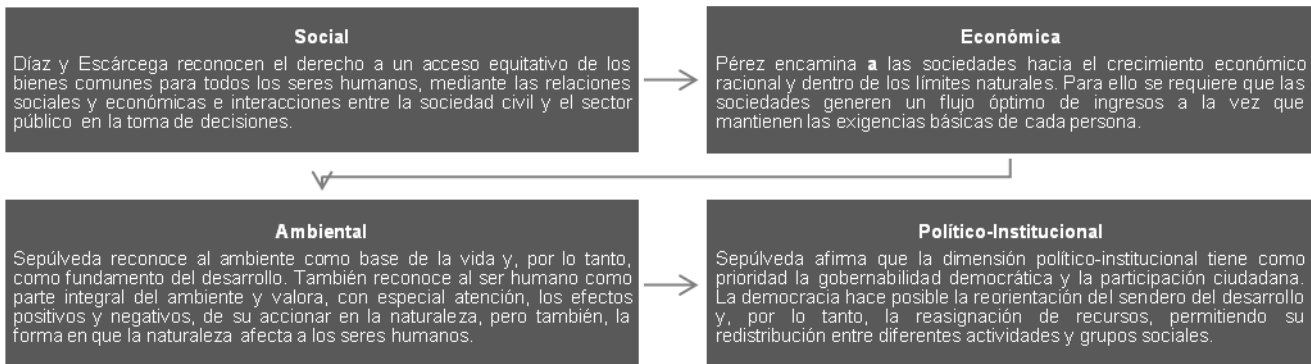 Social
Díaz y Escárcega reconocen el derecho a un acceso equitativo de los
bienes comunes para todos los seres humanos, mediante las relaciones
sociales y económicas e interacciones entre la sociedad civil y el sector
público en la toma de decisiones.
Económica
Pérez encamina a las sociedades hacia el crecimiento económico
racional y dentro de los límites naturales. Para ello se requiere que las
sociedades generen un flujo óptimo de ingresos a la vez que
mantienen las exigencias básicas de cada persona.
Ambiental
Sepúlveda reconoce al ambiente como base de la vida y, por lo tanto,
como fundamento del desarrollo. También reconoce al ser humano como
parte integral del ambiente y valora, con especial atención, los efectos
positivos y negativos, de su accionar en la naturaleza, pero también, la
forma en que la naturaleza afecta a los seres humanos.
Político-Institucional
Sepúlveda afirma que la dimensión político-institucional tiene como
prioridad la gobernabilidad democrática y la participación ciudadana.
La democracia hace posible la reorientación del sendero del desarrollo
y, por lo tanto, la reasignación de recursos, permitiendo su
redistribución entre diferentes actividades y grupos sociales.